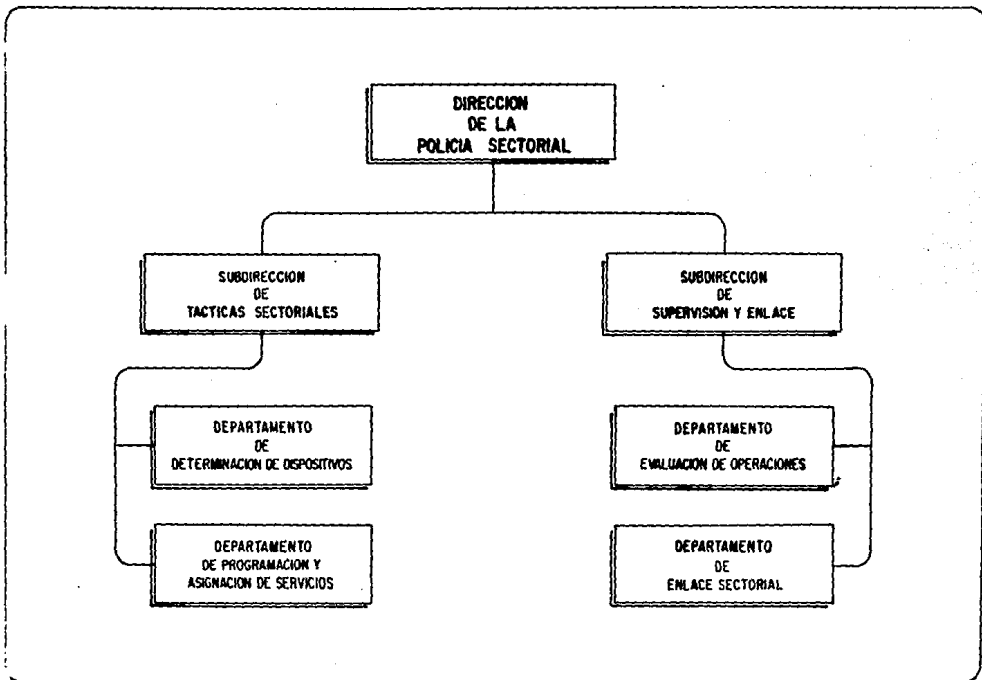 DIRECCION
DE LA
POLICIA SECTORIAL
SUBDIRECCION
DE
TACTICAS SECTORIALES
SUBDIRECCION
DE
SUPERVISION Y ENLACE
DEPARTAMENTO
DE
DETERMINACION DE DISPOSITIVOS
DEPARTAMENTO
DE
EVALUACION DE OPERACIONES
DEPARTAMENTO
DE PROGRAMACION Y
ASIGNACION DE SERVICIOS
DEPARTAMENTO
DE
ENLACE SECTORIAL